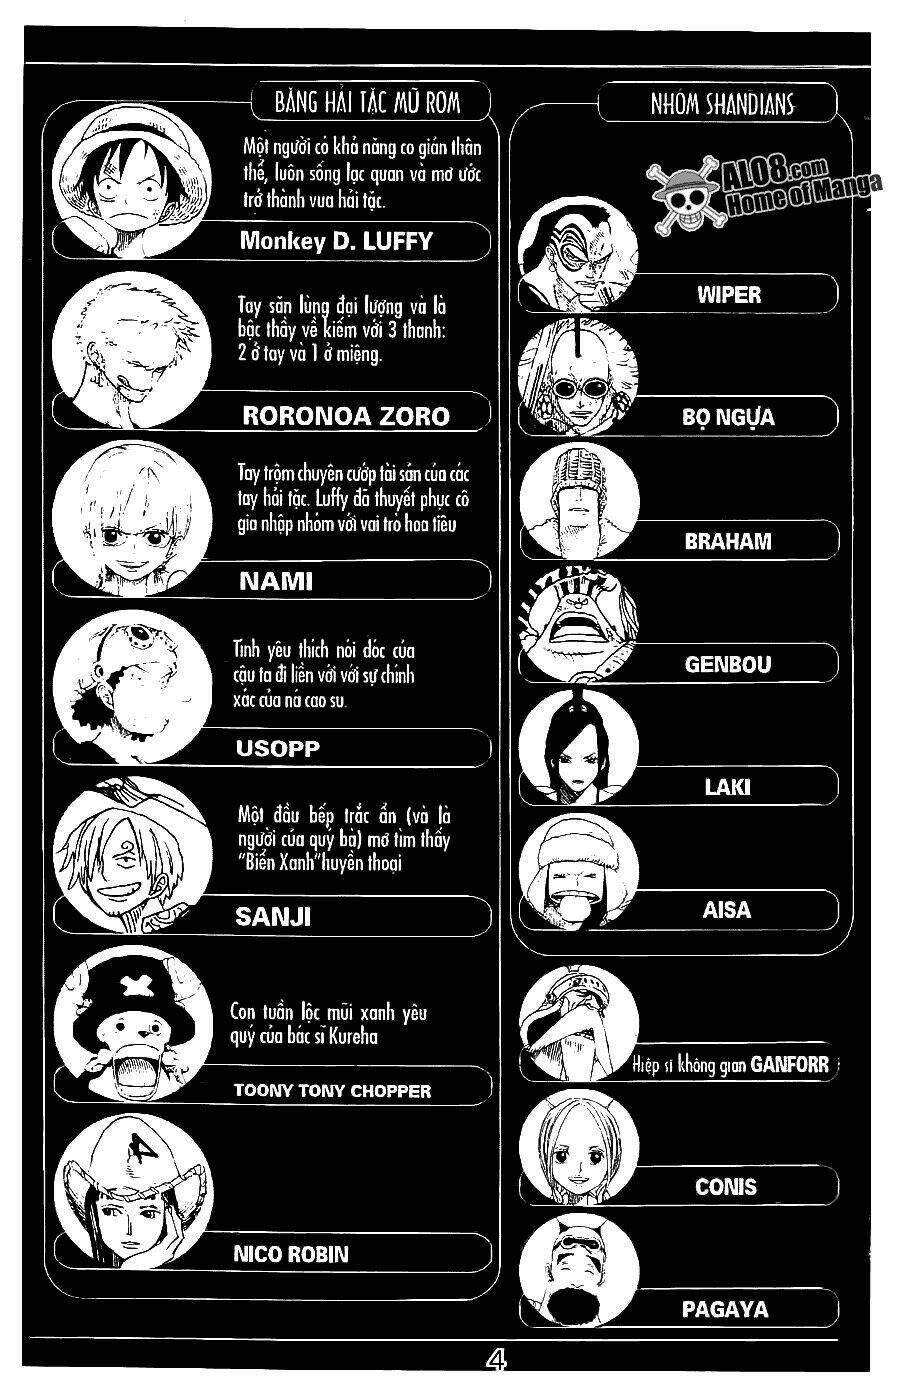 BĂNG HẢI TẶC MŨ ROM
Một người có khả năng co giãn thân
thể, luôn sống lạc quan và mơ ước
trở thành vua hải tặc.
Monkey D. LUFFY
Tay săn lùng đại lượng và là
bậc thầy về kiếm với 3 thanh:
2 ở tay và 1 ở miệng.
RORONOA ZORO
Tay trộm chuyên cướp tài sản của các
tay hải tặc. Luffy đã thuyết phục cô
gia nhập nhóm với vai trò hoa tiêu
NAMI
Tình yêu thích nói dóc của
cậu ta đi liền với với sự chính
xác của ná cao su.
USOPP
Một đầu bếp trắc ẩn (và là
người của quý bà) mơ tìm thấy
"Biển Xanh"huyền thoại
SANJI
Con tuần lộc mũi xanh yêu
quý của bác sĩ Kureha
TOONY TONY CHOPPER
NICO ROBIN
NHÓM SHANDIANS
ALO8.com
Home of Manga
WIPER
BỌ NGỰA
BRAHAM
GENBOU
LAKI
AISA
Hiệp sĩ không gian GANFORR
CONIS
PAGAYA
4